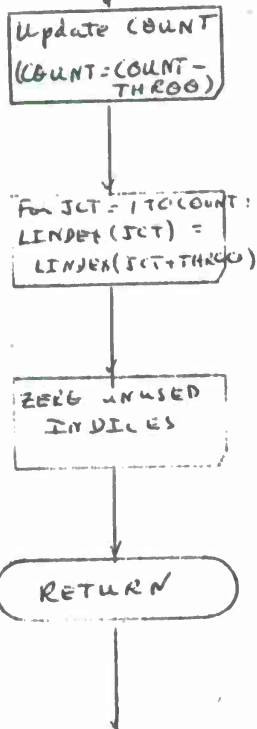 Update COUNT
(COUNT=COUNT-
THROO)
For JCT = 1 TO COUNT:
LINDEX (JCT) =
LINDEX(JCT+THROO)
ZERO UNUSED
INDICES
RETURN